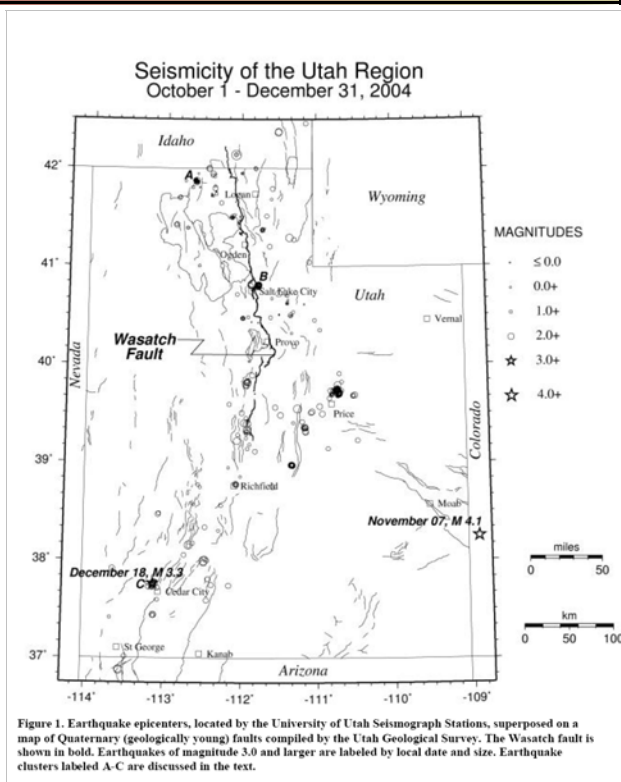 Seismicity of the Utah Region
October 1 - December 31, 2004
Idaho
42˚
A
Logan
Wyoming
MAGNITUDES
≤ 0.0
0.0+
1.0+
2.0+
3.0+
4.0+
Ogden
41˚
B
Salt Lake City
Utah
Vernal
Wasatch
Fault
Provo
40˚
Nevada
Price
Colorado
39˚
Richfield
Moab
November 07, M 4.1
miles
0 50
38˚
December 18, M 3.3
C
Cedar City
km
0 50 100
St George
Kanab
37˚
Arizona
-114˚ -113˚ -112˚ -111˚ -110˚ -109˚
Figure 1. Earthquake epicenters, located by the University of Utah Seismograph Stations, superposed on a
map of Quaternary (geologically young) faults compiled by the Utah Geological Survey. The Wasatch fault is
shown in bold. Earthquakes of magnitude 3.0 and larger are labeled by local date and size. Earthquake
clusters labeled A-C are discussed in the text.